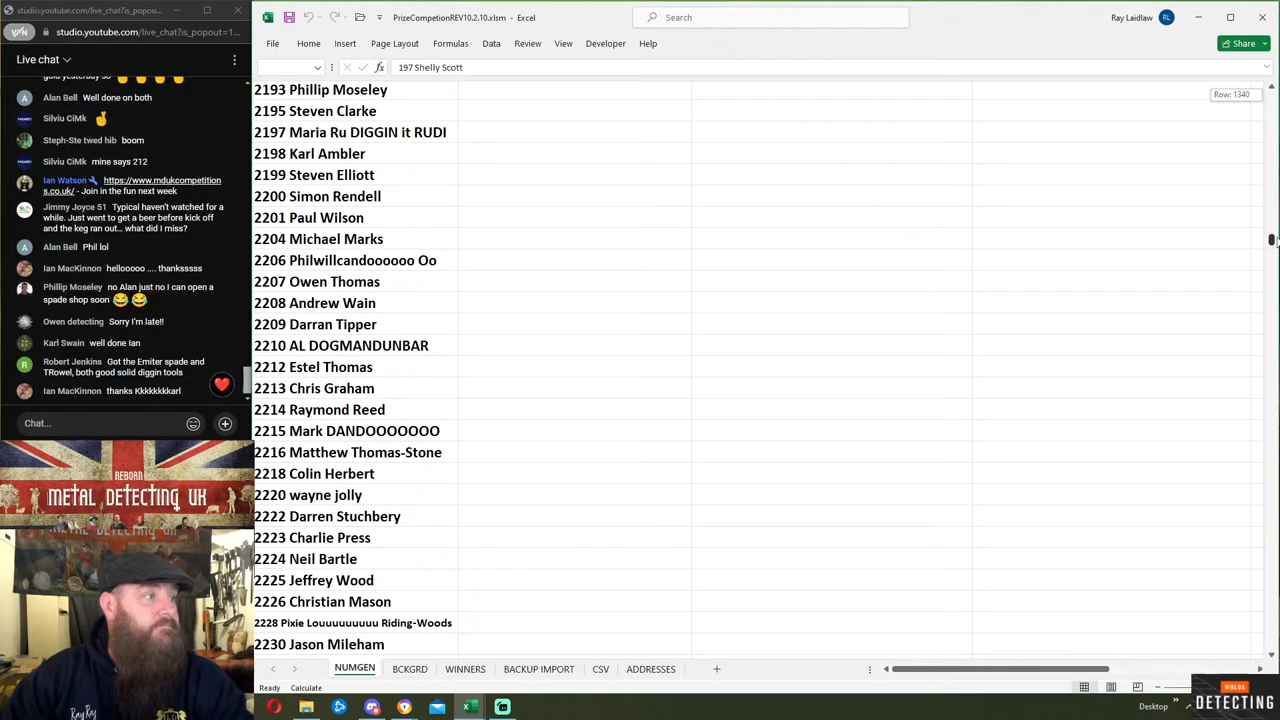 studio.youtube.com/live_chat?is_popou...
studio.youtube.com/live_chat?is_popout=1...
Live chat
gold yesterday so
Alan Bell Well done on both
Silviu CiMk
Steph-Ste twed hib boom
Silviu CiMk mine says 212
Ian Watson https://www.mdukcompetition
s.co.uk/ - Join in the fun next week
Jimmy Joyce 51 Typical haven't watched for a
while. Just went to get a beer before kick off
and the keg ran out... what did I miss?
Alan Bell Phil lol
Ian MacKinnon hellooooo .... thanksssss
Phillip Moseley no Alan just no I can open a
spade shop soon
Owen detecting Sorry I'm late!!
Karl Swain well done Ian
Robert Jenkins Got the Emiter spade and
TRowel, both good solid diggin tools
Ian MacKinnon thanks Kkkkkkkkarl
Chat...
REBORN
METAL DETECTING UK
RayRay
PrizeCompetionREV10.2.10.xlsm - Excel
Search
Ray Laidlaw RL
File Home Insert Page Layout Formulas Data Review View Developer Help
Share
fx 197 Shelly Scott
Row: 1340
2193 Phillip Moseley
2195 Steven Clarke
2197 Maria Ru DIGGIN it RUDI
2198 Karl Ambler
2199 Steven Elliott
2200 Simon Rendell
2201 Paul Wilson
2204 Michael Marks
2206 Philwillcandoooooo Oo
2207 Owen Thomas
2208 Andrew Wain
2209 Darran Tipper
2210 AL DOGMANDUNBAR
2212 Estel Thomas
2213 Chris Graham
2214 Raymond Reed
2215 Mark DANDOOOOOOO
2216 Matthew Thomas-Stone
2218 Colin Herbert
2220 wayne jolly
2222 Darren Stuchbery
2223 Charlie Press
2224 Neil Bartle
2225 Jeffrey Wood
2226 Christian Mason
2228 Pixie Louuuuuuuuu Riding-Woods
2230 Jason Mileham
NUMGEN BCKGRD WINNERS BACKUP IMPORT CSV ADDRESSES
Ready Calculate
Desktop
DETECTING